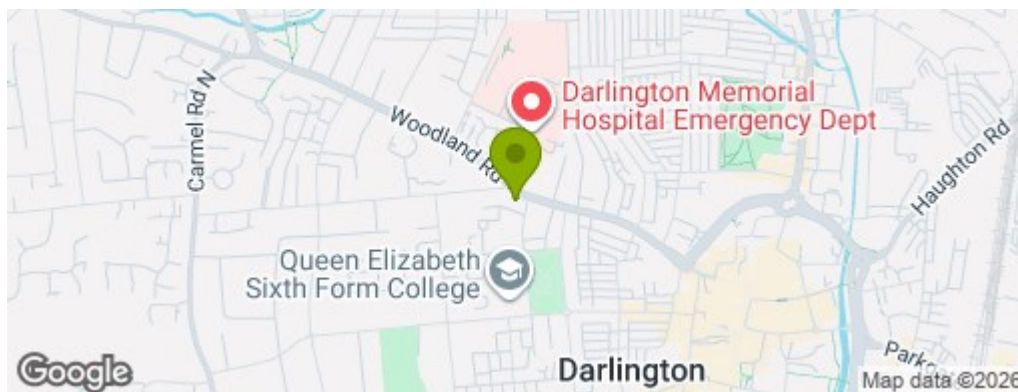 Darlington Memorial
Hospital Emergency Dept
Carmel Rd N
Woodland Rd
Haughton Rd
Queen Elizabeth
Sixth Form College
Darlington
Google
Map data ©2026